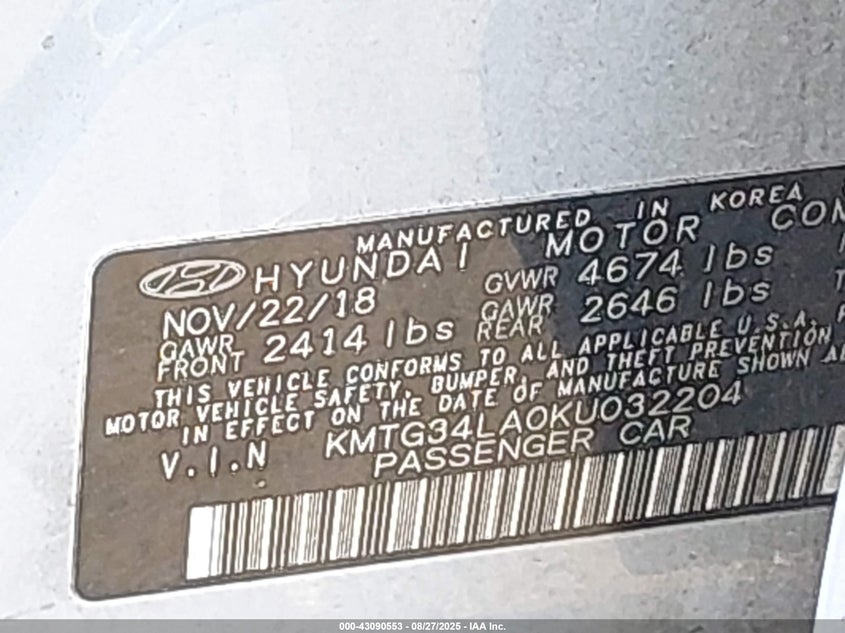 MANUFACTURED IN KOREA
HYUNDAI MOTOR COM
NOV/22/18 GVWR 4674 lbs
GAWR FRONT 2414 lbs GAWR REAR 2646 lbs
THIS VEHICLE CONFORMS TO ALL APPLICABLE U.S.A.
MOTOR VEHICLE SAFETY, BUMPER, AND THEFT PREVENTION
IN EFFECT ON THE DATE OF MANUFACTURE SHOWN
V.I.N KMTG34LA0KU032204
PASSENGER CAR
000-43090553 - 08/27/2025 - IAA Inc.